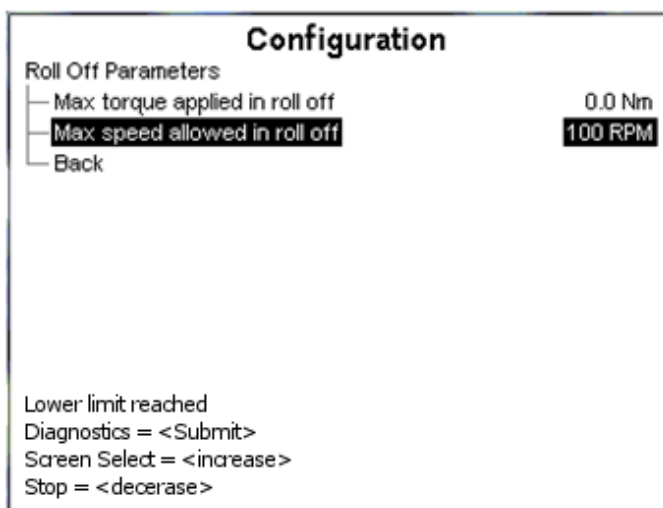 Configuration
Roll Off Parameters
Max torque applied in roll off 0.0 Nm
Max speed allowed in roll off 100 RPM
Back
Lower limit reached
Diagnostics = <Submit>
Screen Select = <increase>
Stop = <decerase>